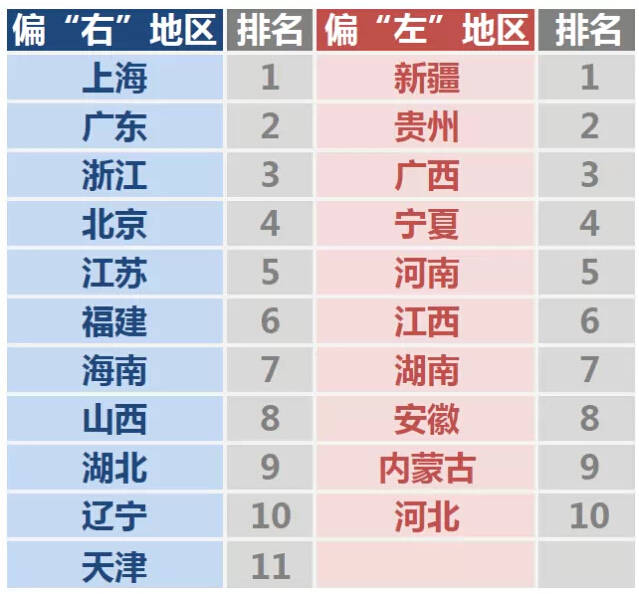 偏“右”地区 排名 偏“左”地区 排名
上海 1 新疆 1
广东 2 贵州 2
浙江 3 广西 3
北京 4 宁夏 4
江苏 5 河南 5
福建 6 江西 6
海南 7 湖南 7
山西 8 安徽 8
湖北 9 内蒙古 9
辽宁 10 河北 10
天津 11